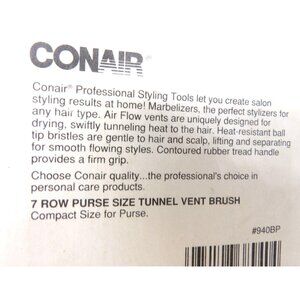 CONAIR®
Conair® Professional Styling Tools let you create salon
styling results at home! Marbelizers, the perfect stylizers for
any hair type. Air Flow vents are uniquely designed for
drying, swiftly tunneling heat to the hair. Heat-resistant ball
tip bristles are gentle to hair and scalp, lifting and separating
for smooth flowing styles. Contoured rubber tread handle
provides a firm grip.
Choose Conair quality...the professional's choice in
personal care products.
7 ROW PURSE SIZE TUNNEL VENT BRUSH
Compact Size for Purse.
#940BP